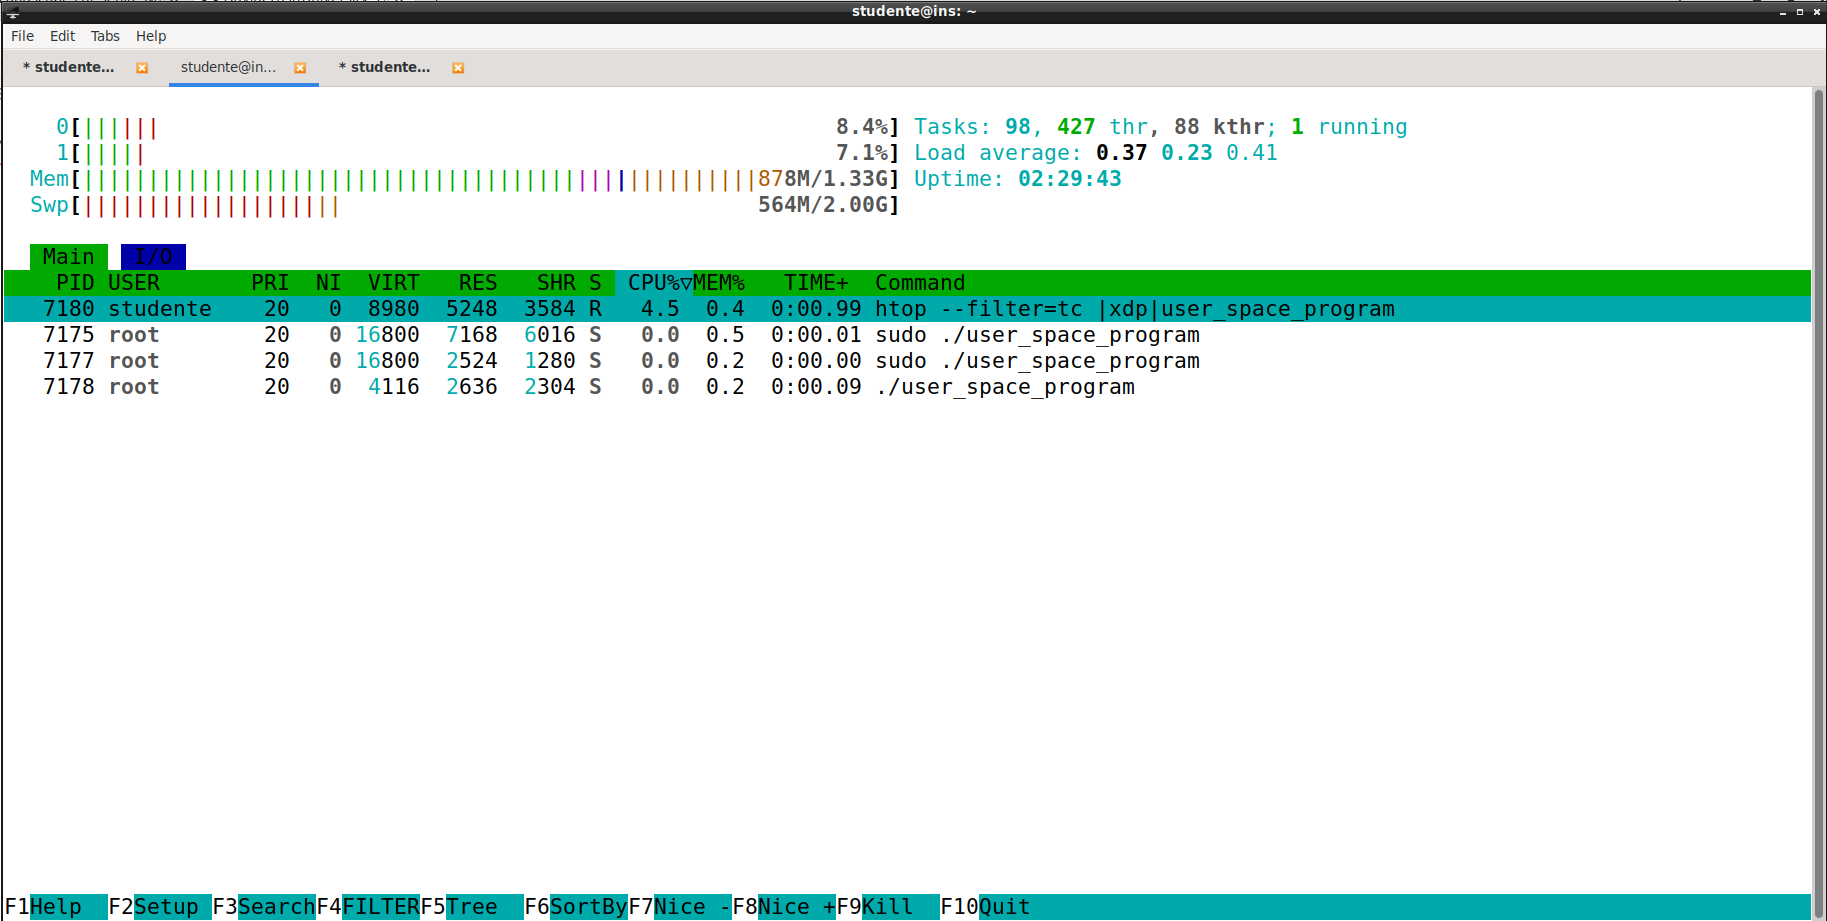 studente@ins: ~
File Edit Tabs Help
* studente... studente@in... * studente...
0[|||||| 8.4%] Tasks: 98, 427 thr, 88 kthr; 1 running
1[||||| 7.1%] Load average: 0.37 0.23 0.41
Mem[||||||||||||||||||||||||||||||||||||||||||||||||||||878M/1.33G] Uptime: 02:29:43
Swp[|||||||||||||||||||| 564M/2.00G]
Main I/O
PID USER PRI NI VIRT RES SHR S CPU%▽MEM% TIME+ Command
7180 studente 20 0 8980 5248 3584 R 4.5 0.4 0:00.99 htop --filter=tc |xdp|user_space_program
7175 root 20 0 16800 7168 6016 S 0.0 0.5 0:00.01 sudo ./user_space_program
7177 root 20 0 16800 2524 1280 S 0.0 0.2 0:00.00 sudo ./user_space_program
7178 root 20 0 4116 2636 2304 S 0.0 0.2 0:00.09 ./user_space_program
F1Help F2Setup F3SearchF4FILTERF5Tree F6SortByF7Nice -F8Nice +F9Kill F10Quit